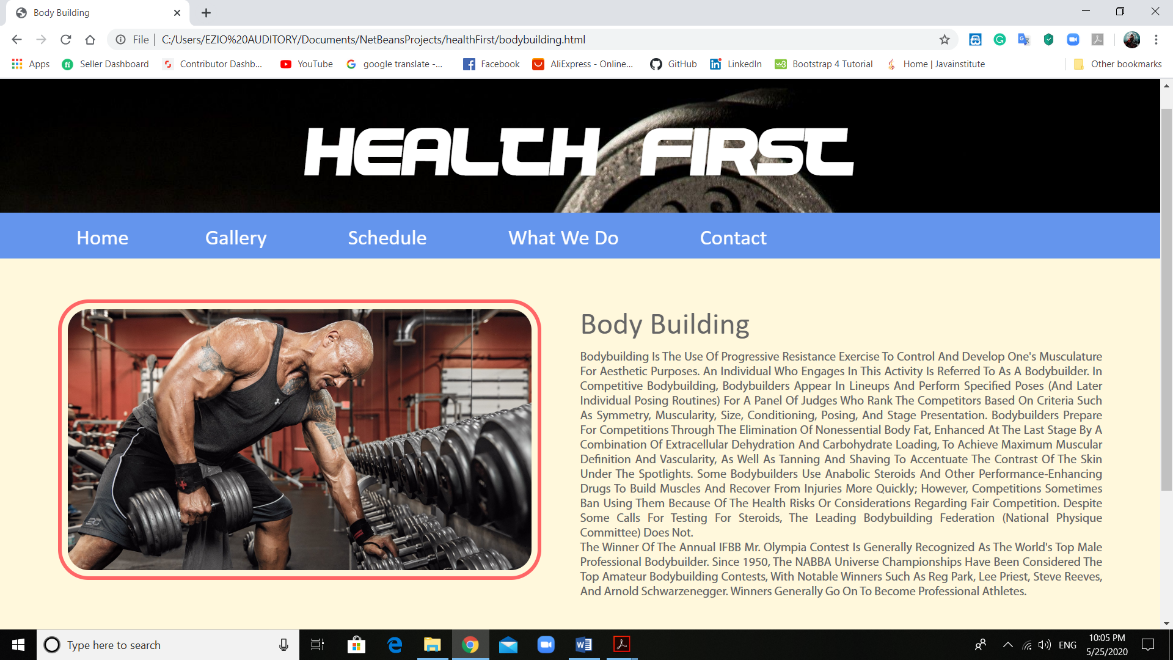 Body Building
File C:/Users/EZIO%20AUDITORY/Documents/NetBeansProjects/healthFirst/bodybuilding.html
Apps Seller Dashboard Contributor Dashb... YouTube google translate -... Facebook AliExpress - Online... GitHub LinkedIn Bootstrap 4 Tutorial Home | Javainstitute Other bookmarks
HEALTH FIRST
Home Gallery Schedule What We Do Contact
Body Building
Bodybuilding Is The Use Of Progressive Resistance Exercise To Control And Develop One's Musculature
For Aesthetic Purposes. An Individual Who Engages In This Activity Is Referred To As A Bodybuilder. In
Competitive Bodybuilding, Bodybuilders Appear In Lineups And Perform Specified Poses (And Later
Individual Posing Routines) For A Panel Of Judges Who Rank The Competitors Based On Criteria Such
As Symmetry, Muscularity, Size, Conditioning, Posing, And Stage Presentation. Bodybuilders Prepare
For Competitions Through The Elimination Of Nonessential Body Fat, Enhanced At The Last Stage By A
Combination Of Extracellular Dehydration And Carbohydrate Loading, To Achieve Maximum Muscular
Definition And Vascularity, As Well As Tanning And Shaving To Accentuate The Contrast Of The Skin
Under The Spotlights. Some Bodybuilders Use Anabolic Steroids And Other Performance-Enhancing
Drugs To Build Muscles And Recover From Injuries More Quickly; However, Competitions Sometimes
Ban Using Them Because Of The Health Risks Or Considerations Regarding Fair Competition. Despite
Some Calls For Testing For Steroids, The Leading Bodybuilding Federation (National Physique
Committee) Does Not.
The Winner Of The Annual IFBB Mr. Olympia Contest Is Generally Recognized As The World's Top Male
Professional Bodybuilder. Since 1950, The NABBA Universe Championships Have Been Considered The
Top Amateur Bodybuilding Contests, With Notable Winners Such As Reg Park, Lee Priest, Steve Reeves,
And Arnold Schwarzenegger. Winners Generally Go On To Become Professional Athletes.
Type here to search
ENG
10:05 PM
5/25/2020